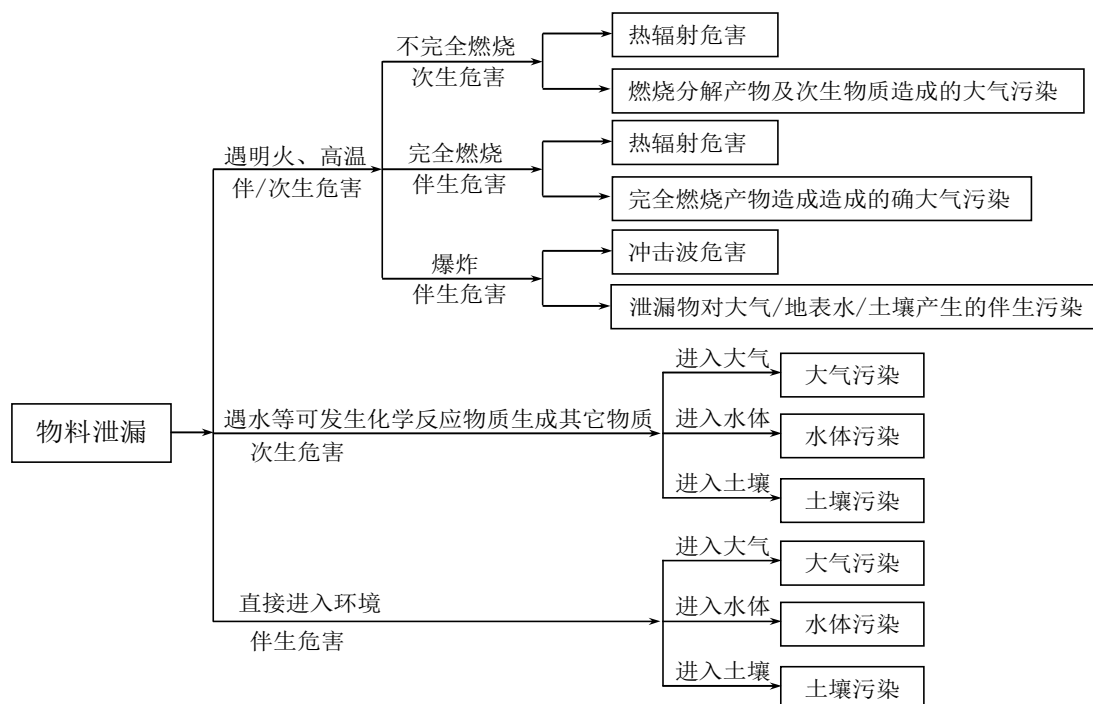 不完全燃烧
次生危害
热辐射危害
燃烧分解产物及次生物质造成的大气污染
遇明火、高温
伴/次生危害
完全燃烧
伴生危害
热辐射危害
完全燃烧产物造成造成的确大气污染
爆炸
伴生危害
冲击波危害
泄漏物对大气/地表水/土壤产生的伴生污染
物料泄漏
遇水等可发生化学反应物质生成其它物质
次生危害
进入大气
大气污染
进入水体
水体污染
进入土壤
土壤污染
直接进入环境
伴生危害
进入大气
大气污染
进入水体
水体污染
进入土壤
土壤污染